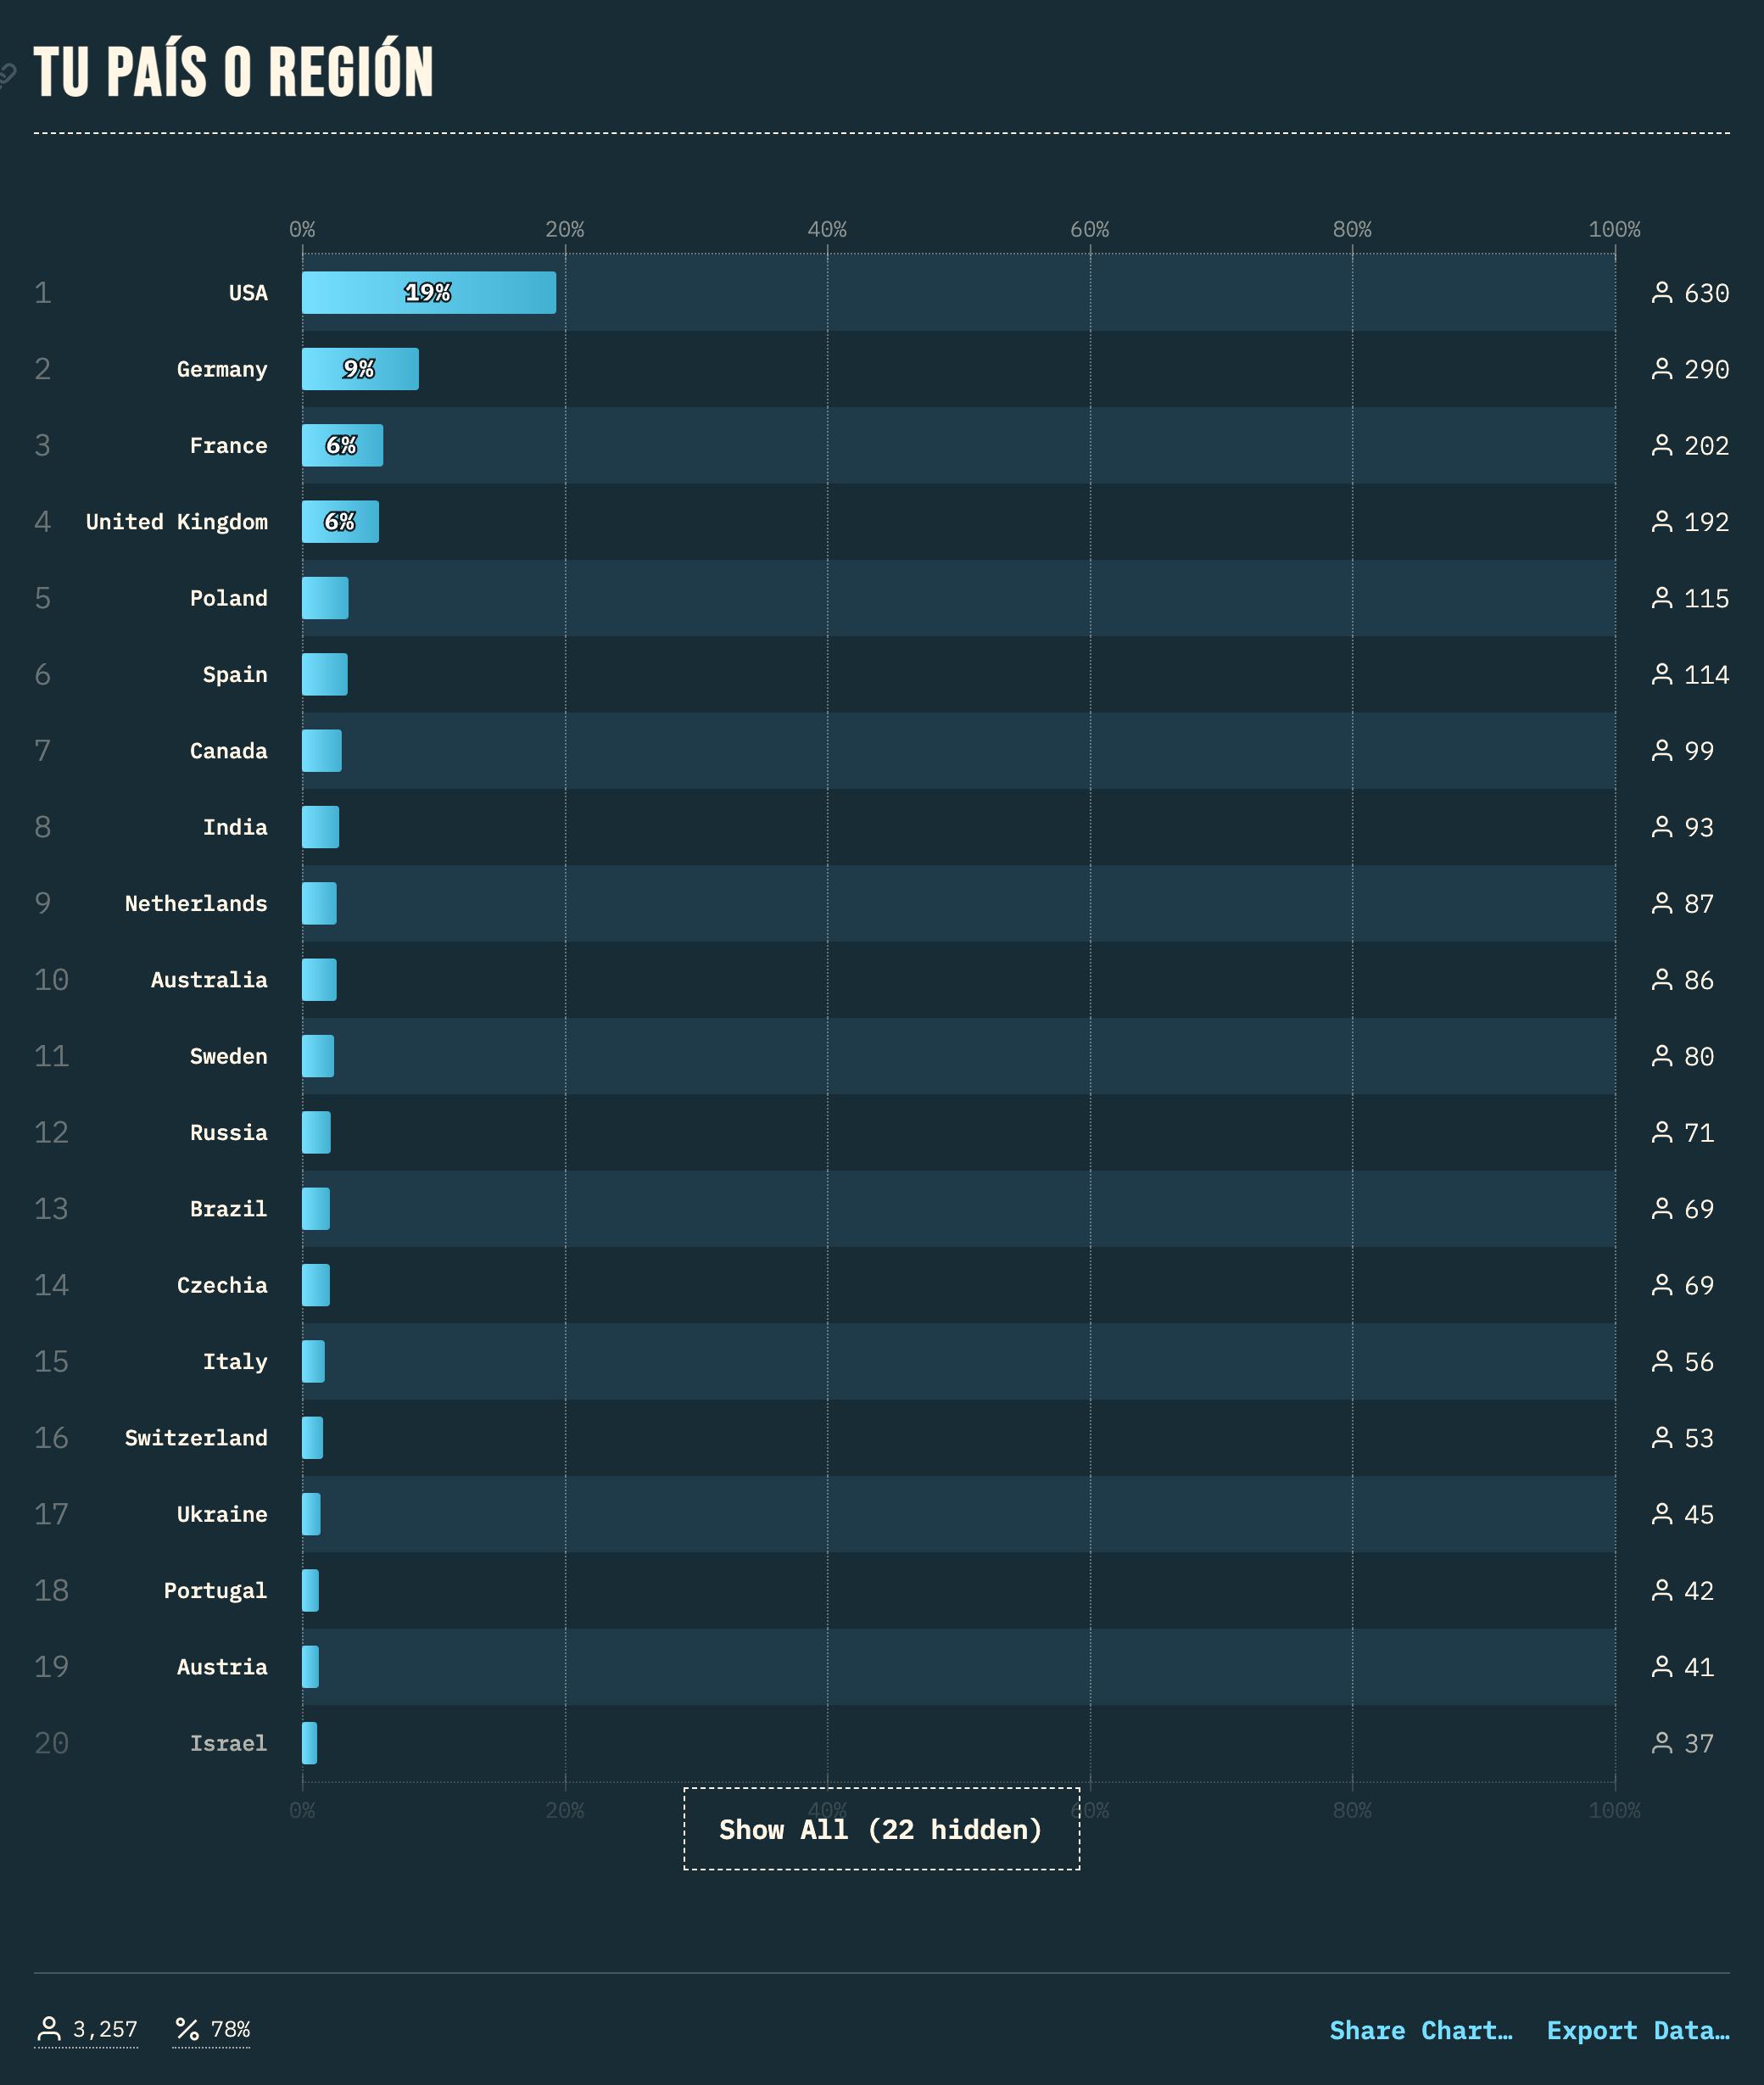 TU PAÍS O REGIÓN
0% 20% 40% 60% 80% 100%
1 USA 19% 630
2 Germany 9% 290
3 France 6% 202
4 United Kingdom 6% 192
5 Poland 115
6 Spain 114
7 Canada 99
8 India 93
9 Netherlands 87
10 Australia 86
11 Sweden 80
12 Russia 71
13 Brazil 69
14 Czechia 69
15 Italy 56
16 Switzerland 53
17 Ukraine 45
18 Portugal 42
19 Austria 41
20 Israel 37
0% 20% 40% 60% 80% 100%
Show All (22 hidden)
3,257 78% Share Chart… Export Data…